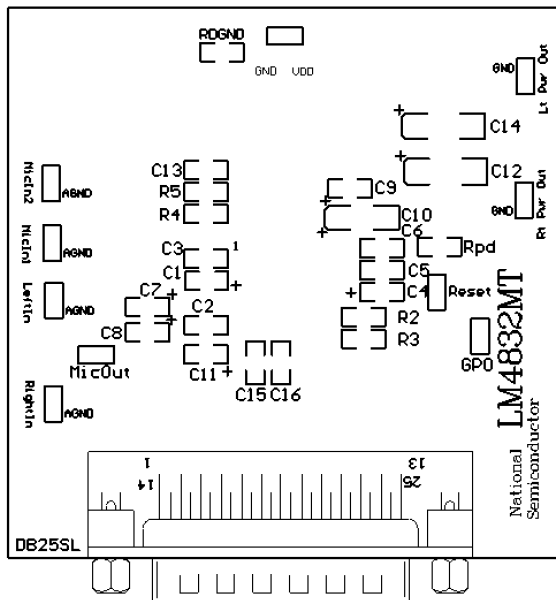 RDGND
GND VDD
GND
Lt Pwr Out
C14
C12
C13
R5
R4
MicIn2
AGND
C9
C10
C6
GND
Rt Pwr Out
MicIn1
AGND
C3
1
C1
+
C5
Rpd
C4
Reset
LeftIn
AGND
C7
C8
C2
R2
R3
MicOut
C11
+
C15 C16
GPO
LM4832MT
RightIn
AGND
National
Semiconductor
1
13
14
25
DB25SL